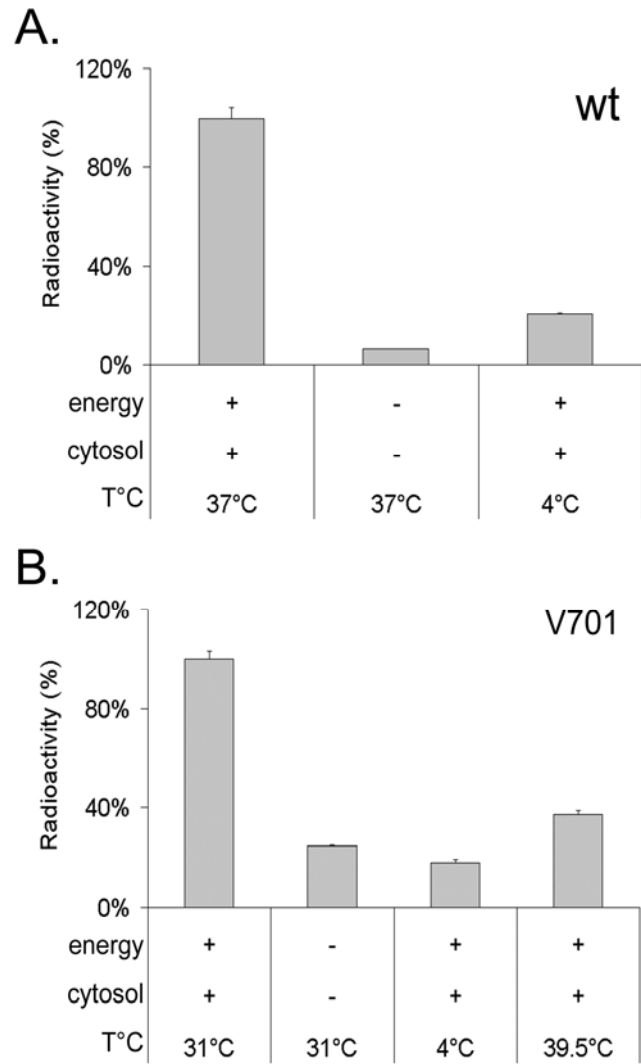 A.
wt
Radioactivity (%)
120%
80%
40%
0%
energy + - +
cytosol + - +
T°C 37°C 37°C 4°C
B.
V701
Radioactivity (%)
120%
80%
40%
0%
energy + - + +
cytosol + - + +
T°C 31°C 31°C 4°C 39.5°C